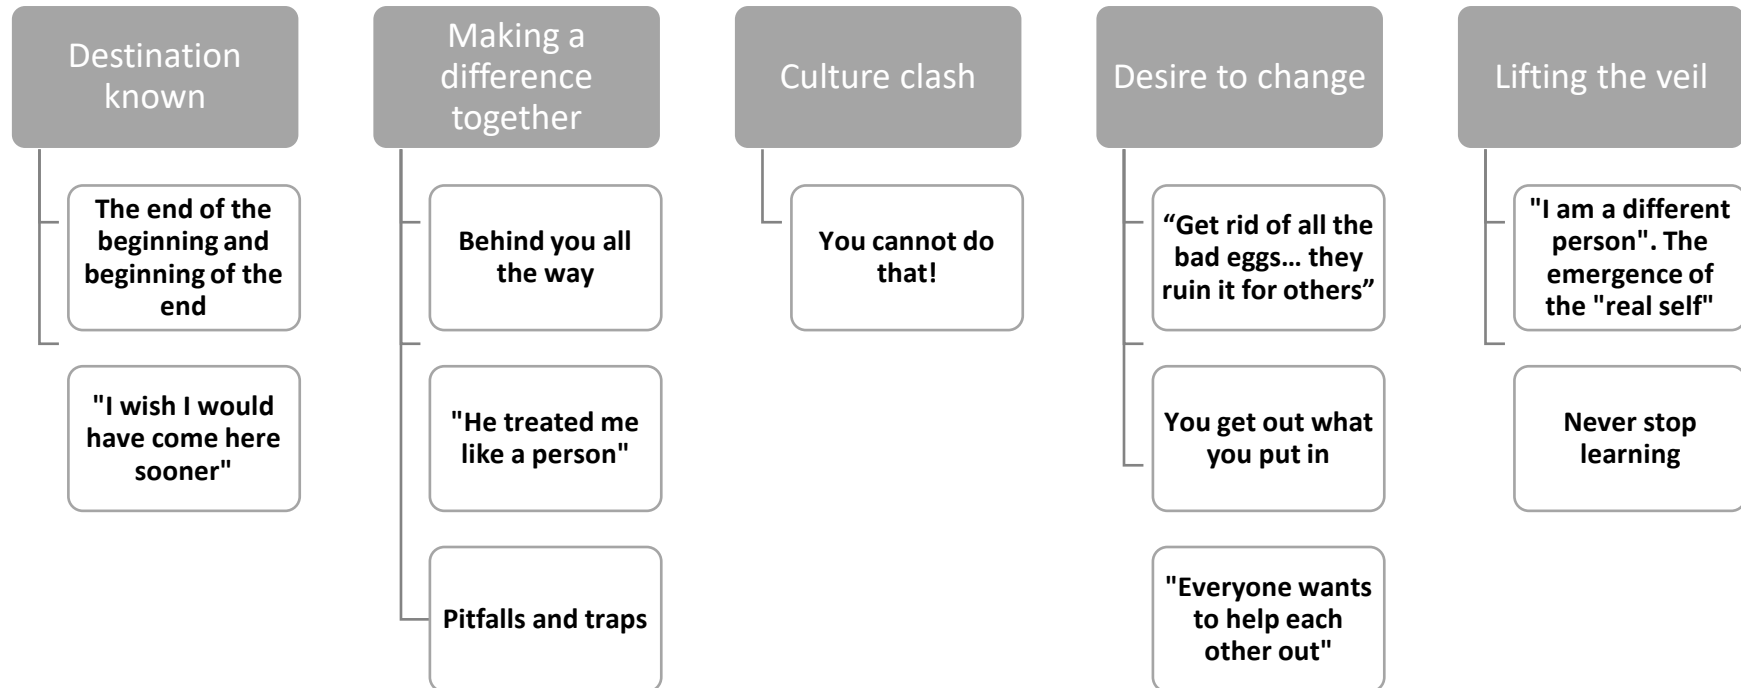 Destination
known
The end of the
beginning and
beginning of the
end
"I wish I would
have come here
sooner"
Making a
difference
together
Behind you all
the way
"He treated me
like a person"
Pitfalls and traps
Culture clash
You cannot do
that!
Desire to change
“Get rid of all the
bad eggs… they
ruin it for others”
You get out what
you put in
"Everyone wants
to help each
other out"
Lifting the veil
"I am a different
person". The
emergence of
the "real self"
Never stop
learning